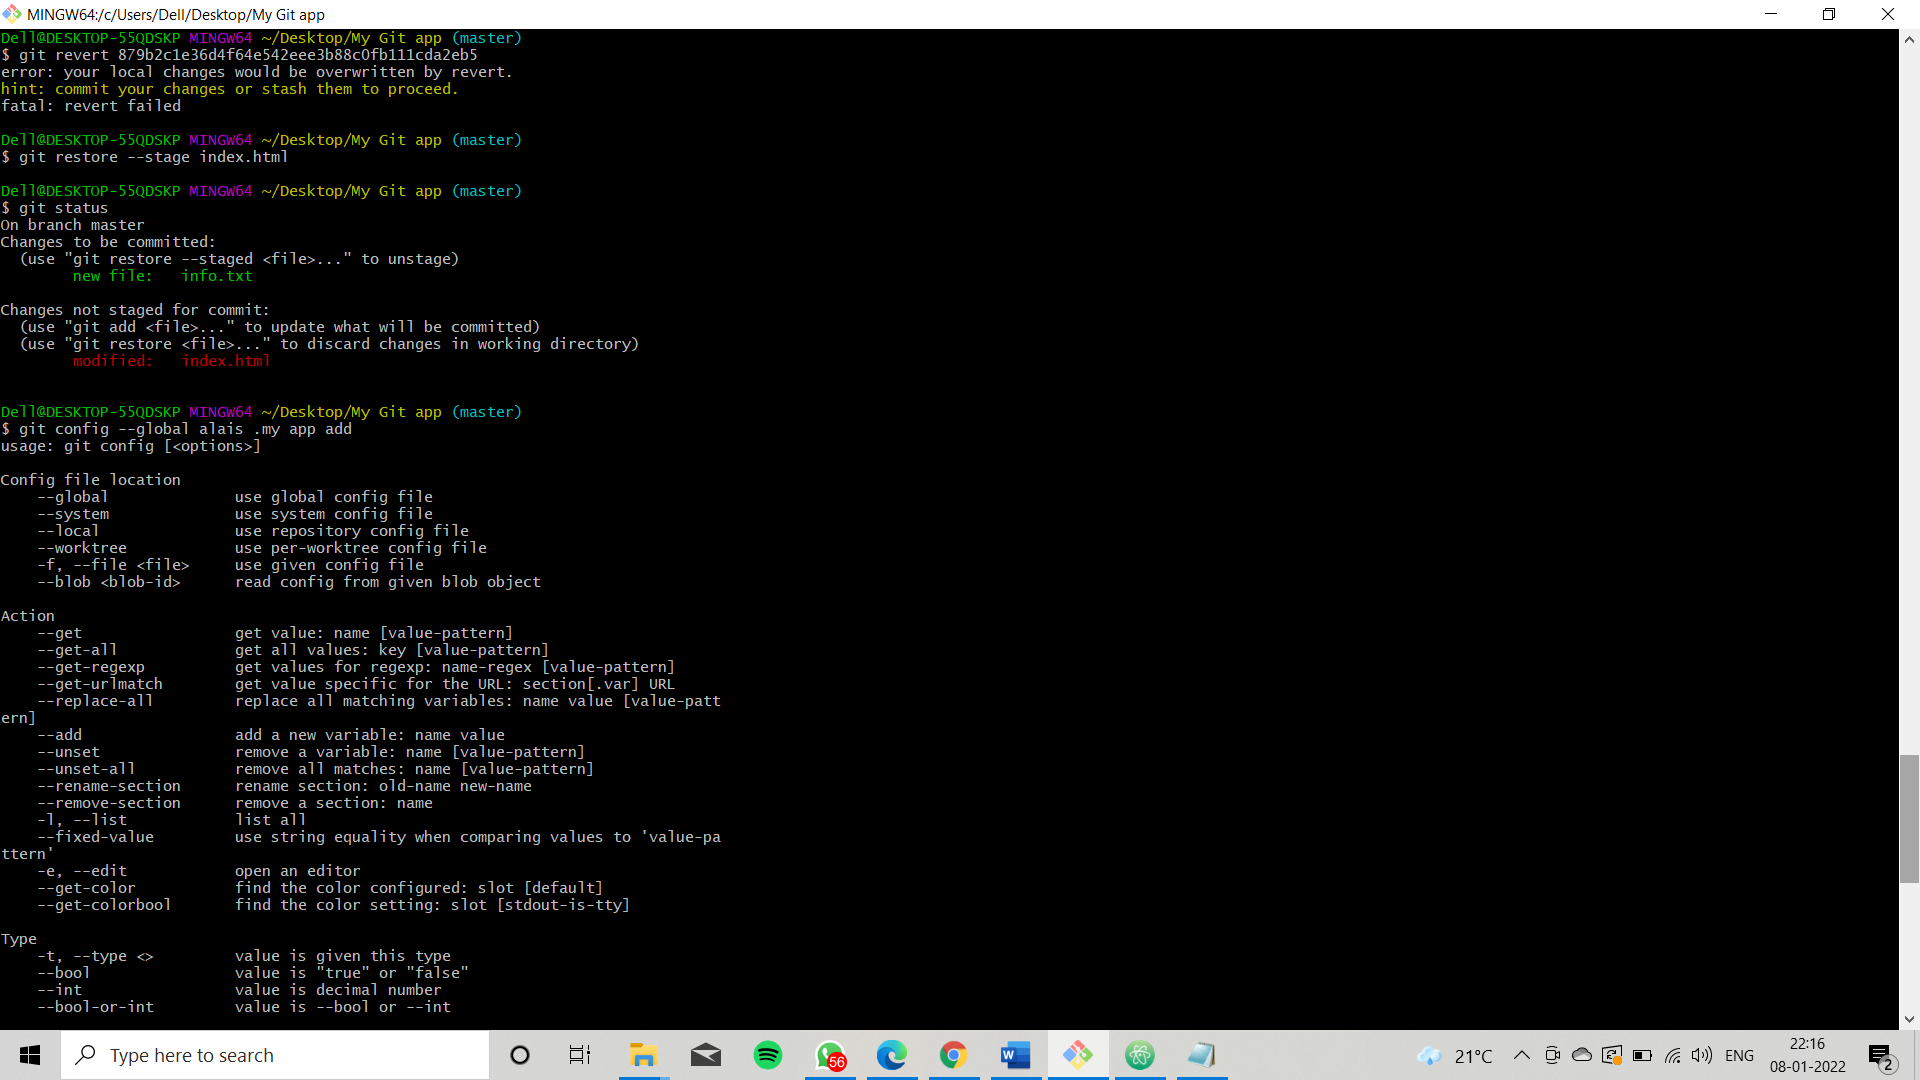 MINGW64:/c/Users/Dell/Desktop/My Git app
Dell@DESKTOP-55QDSKP MINGW64 ~/Desktop/My Git app (master)
$ git revert 879b2c1e36d4f64e542eee3b88c0fb111cda2eb5
error: your local changes would be overwritten by revert.
hint: commit your changes or stash them to proceed.
fatal: revert failed
Dell@DESKTOP-55QDSKP MINGW64 ~/Desktop/My Git app (master)
$ git restore --stage index.html
Dell@DESKTOP-55QDSKP MINGW64 ~/Desktop/My Git app (master)
$ git status
On branch master
Changes to be committed:
  (use "git restore --staged <file>..." to unstage)
        new file:   info.txt
Changes not staged for commit:
  (use "git add <file>..." to update what will be committed)
  (use "git restore <file>..." to discard changes in working directory)
        modified:   index.html
Dell@DESKTOP-55QDSKP MINGW64 ~/Desktop/My Git app (master)
$ git config --global alais .my app add
usage: git config [<options>]
Config file location
    --global              use global config file
    --system              use system config file
    --local               use repository config file
    --worktree            use per-worktree config file
    -f, --file <file>     use given config file
    --blob <blob-id>      read config from given blob object
Action
    --get                 get value: name [value-pattern]
    --get-all             get all values: key [value-pattern]
    --get-regexp          get values for regexp: name-regex [value-pattern]
    --get-urlmatch        get value specific for the URL: section[.var] URL
    --replace-all         replace all matching variables: name value [value-patt
ern]
    --add                 add a new variable: name value
    --unset               remove a variable: name [value-pattern]
    --unset-all           remove all matches: name [value-pattern]
    --rename-section      rename section: old-name new-name
    --remove-section      remove a section: name
    -l, --list            list all
    --fixed-value         use string equality when comparing values to 'value-pa
ttern'
    -e, --edit            open an editor
    --get-color           find the color configured: slot [default]
    --get-colorbool       find the color setting: slot [stdout-is-tty]
Type
    -t, --type <>         value is given this type
    --bool                value is "true" or "false"
    --int                 value is decimal number
    --bool-or-int         value is --bool or --int
Type here to search
56
W
21°C
ENG
22:16
08-01-2022
2